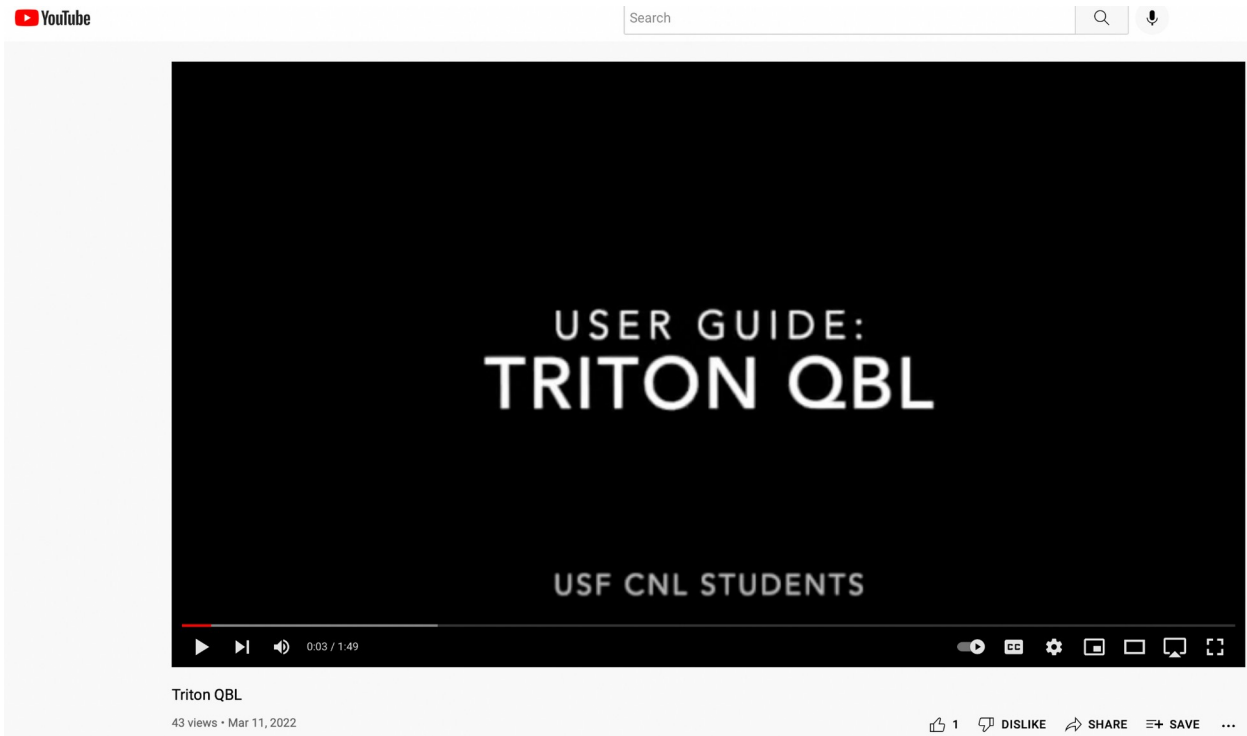 YouTube
Search
USER GUIDE:
TRITON QBL
USF CNL STUDENTS
0:03 / 1:49
CC
Triton QBL
43 views • Mar 11, 2022
1 DISLIKE SHARE SAVE ...